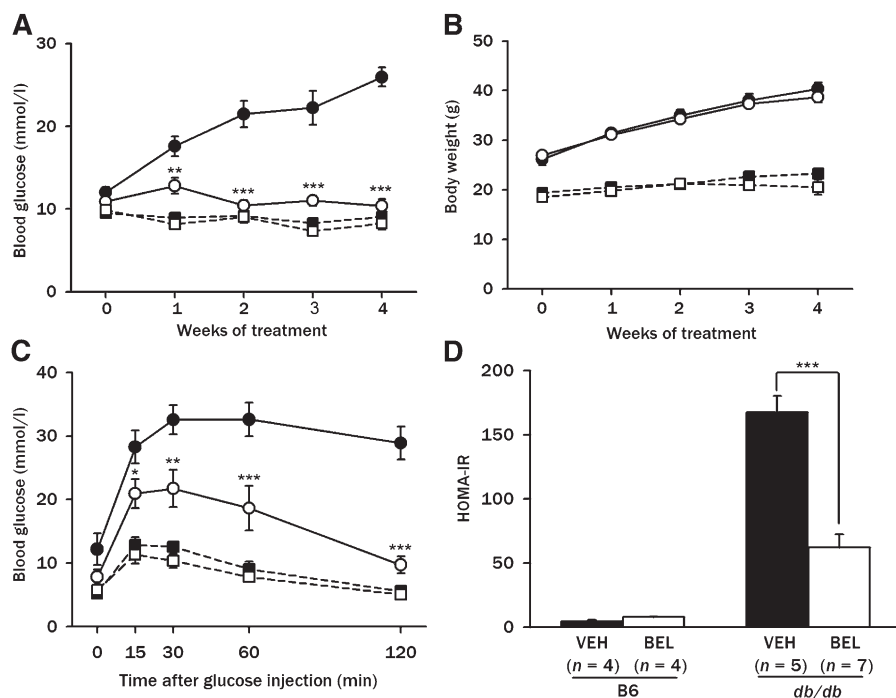 A
30
20
10
0
Blood glucose (mmol/l)
**
***
***
***
0 1 2 3 4
Weeks of treatment
B
50
40
30
20
10
0
Body weight (g)
0 1 2 3 4
Weeks of treatment
C
40
30
20
10
0
Blood glucose (mmol/l)
*
**
***
***
0 15 30 60 120
Time after glucose injection (min)
D
200
150
100
50
0
HOMA-IR
***
VEH BEL VEH BEL
(n = 4) (n = 4) (n = 5) (n = 7)
B6 db/db